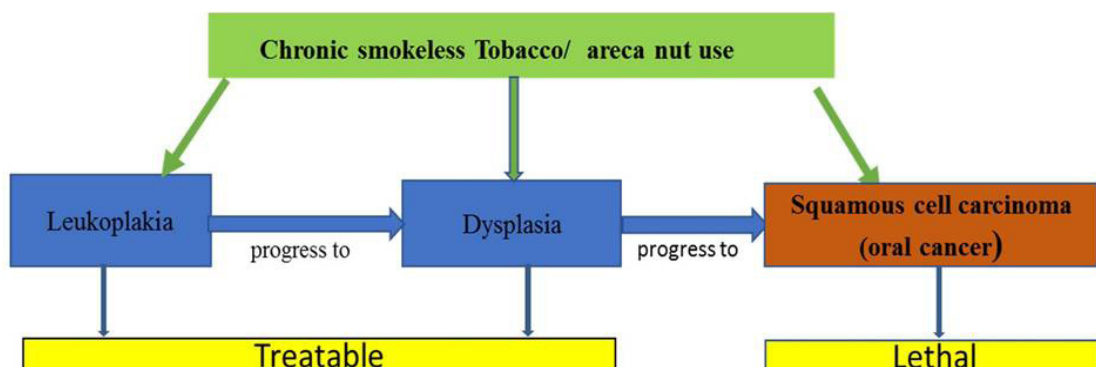 Chronic smokeless Tobacco/ areca nut use
Leukoplakia
progress to
Dysplasia
progress to
Squamous cell carcinoma
(oral cancer)
Treatable
Lethal